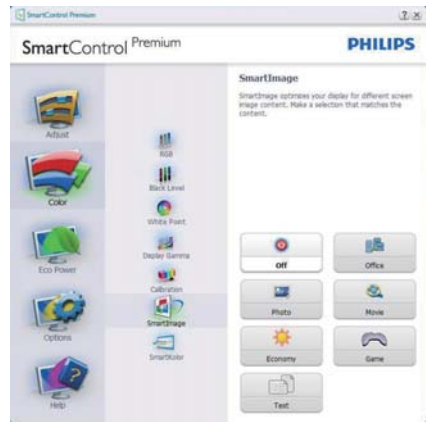 SmartControl Premium
SmartControl Premium
PHILIPS
Adjust
Color
Eco Power
Options
Help
RGB
Black Level
White Point
Display Gamma
Calibration
SmartImage
SmartKolor
SmartImage
SmartImage optimizes your display for different screen
image content. Make a selection that matches the
content.
Off
Office
Photo
Movie
Economy
Game
Text